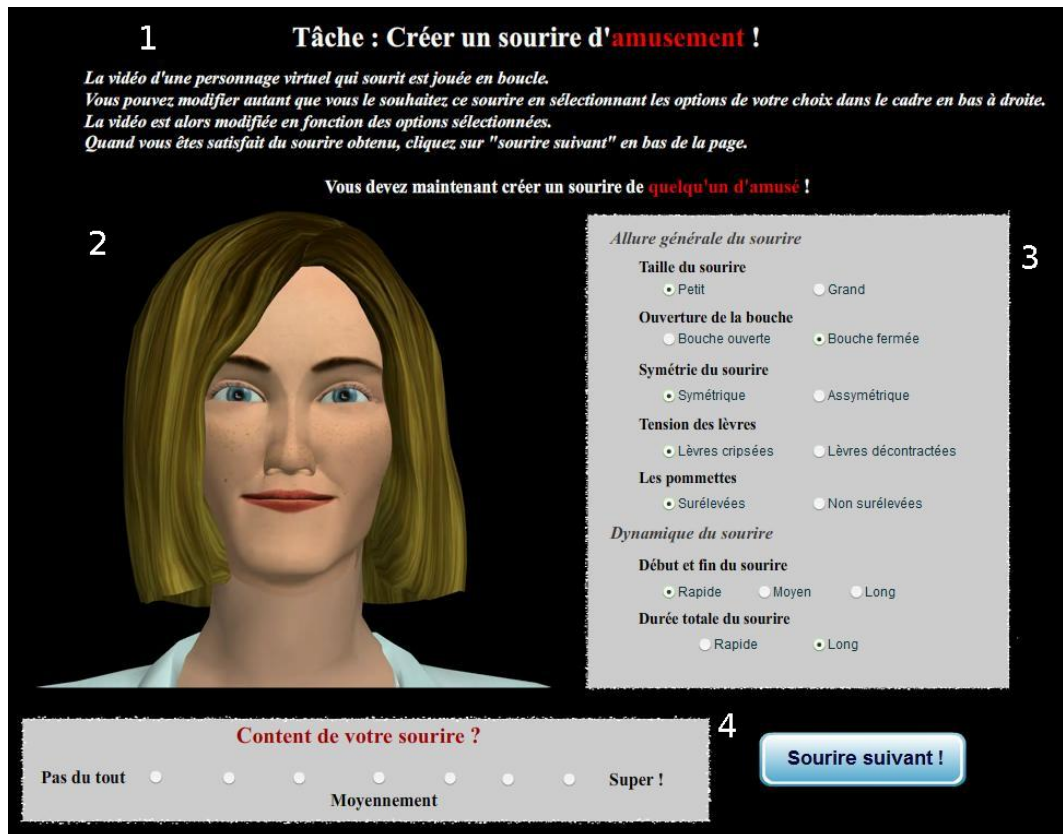 1
Tâche : Créer un sourire d'amusement !
La vidéo d'une personnage virtuel qui sourit est jouée en boucle.
Vous pouvez modifier autant que vous le souhaitez ce sourire en sélectionnant les options de votre choix dans le cadre en bas à droite.
La vidéo est alors modifiée en fonction des options sélectionnées.
Quand vous êtes satisfait du sourire obtenu, cliquez sur "sourire suivant" en bas de la page.
Vous devez maintenant créer un sourire de quelqu'un d'amusé !
2
3
Allure générale du sourire
Taille du sourire
Petit Grand
Ouverture de la bouche
Bouche ouverte Bouche fermée
Symétrie du sourire
Symétrique Assymétrique
Tension des lèvres
Lèvres cripsées Lèvres décontractées
Les pommettes
Surélevées Non surélevées
Dynamique du sourire
Début et fin du sourire
Rapide Moyen Long
Durée totale du sourire
Rapide Long
4
Content de votre sourire ?
Pas du tout Super !
Moyennement
Sourire suivant !